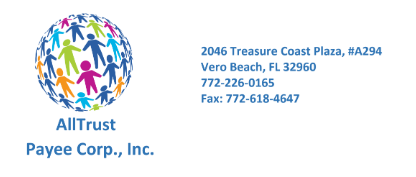 AllTrust
Payee Corp., Inc.
2046 Treasure Coast Plaza, #A294
Vero Beach, FL 32960
772-226-0165
Fax: 772-618-4647